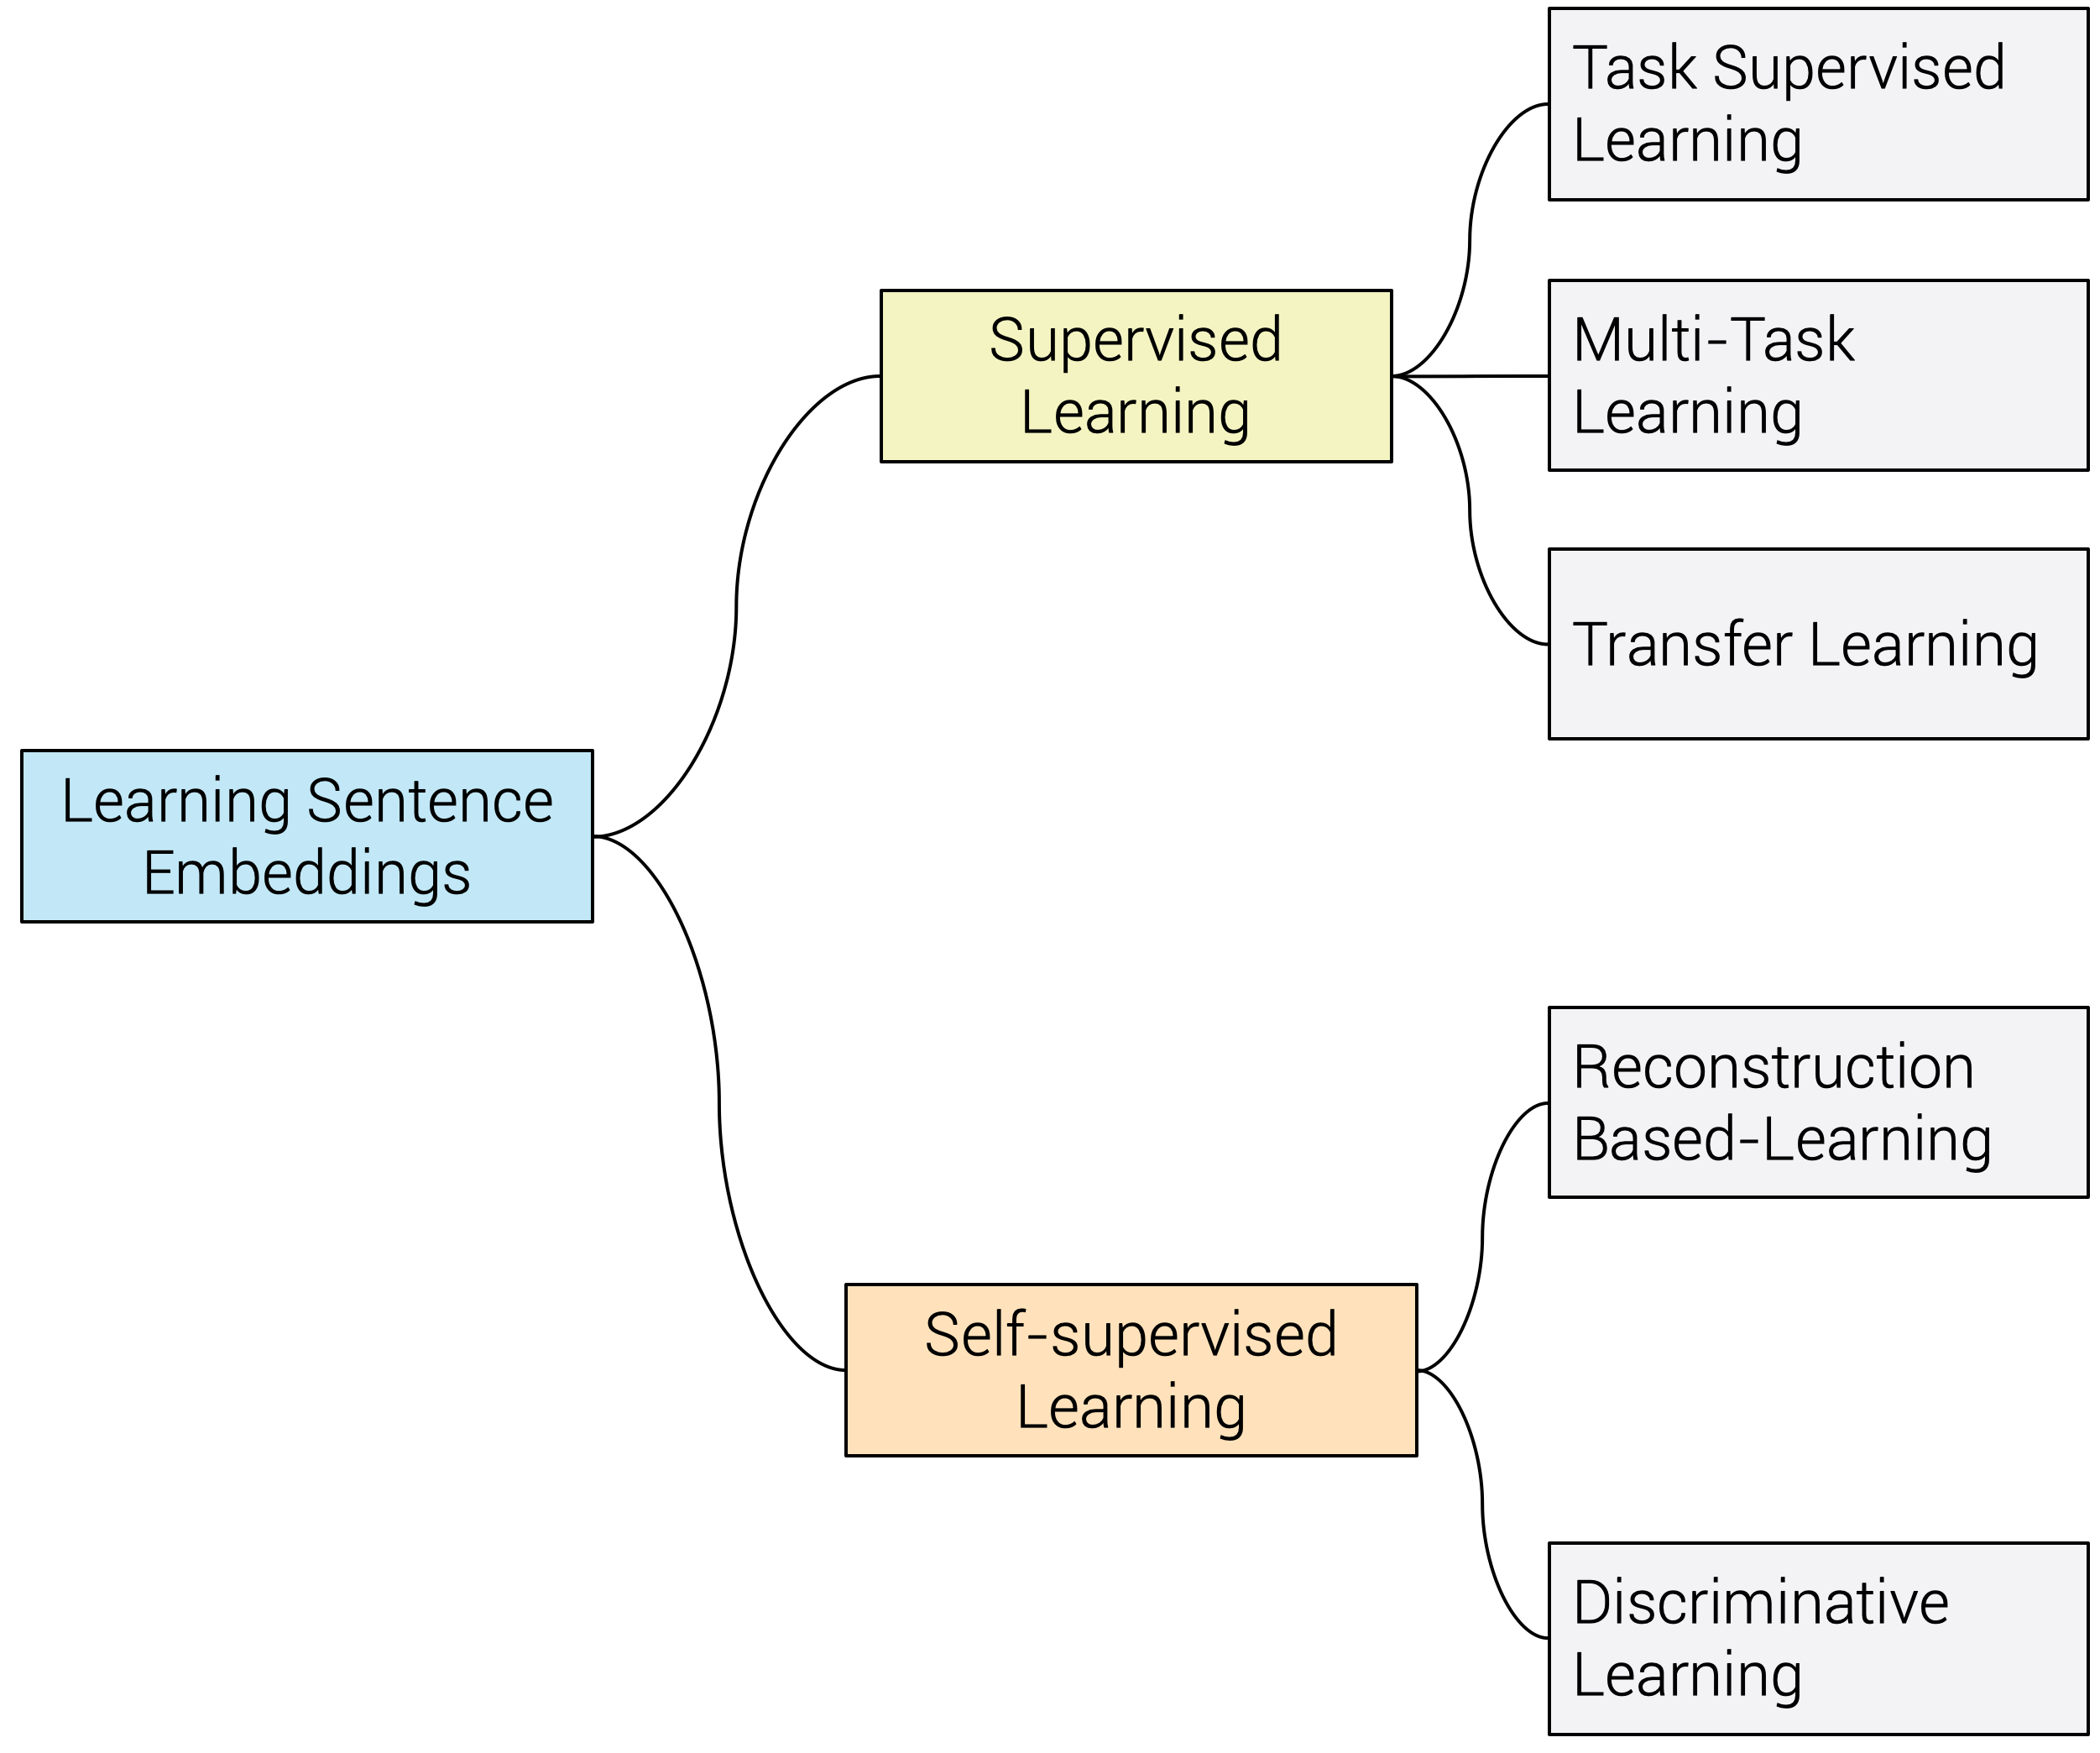 Task Supervised
Learning
Supervised
Learning
Multi-Task
Learning
Transfer Learning
Learning Sentence
Embeddings
Reconstruction
Based-Learning
Self-supervised
Learning
Discriminative
Learning